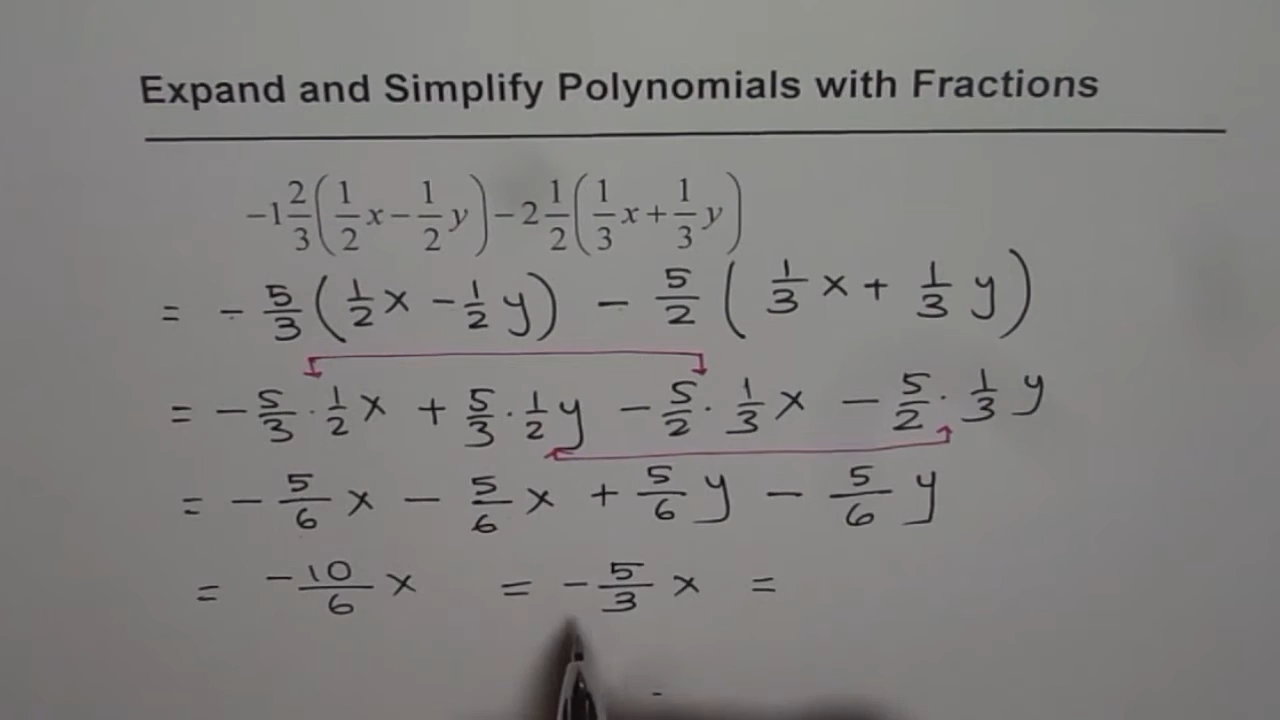 Expand and Simplify Polynomials with Fractions
−1 2/3 (1/2 x − 1/2 y) − 2 1/2 (1/3 x + 1/3 y)
= − 5/3 (1/2 x − 1/2 y) − 5/2 (1/3 x + 1/3 y)
= − 5/3 · 1/2 x + 5/3 · 1/2 y − 5/2 · 1/3 x − 5/2 · 1/3 y
= − 5/6 x − 5/6 x + 5/6 y − 5/6 y
= −10/6 x = − 5/3 x =